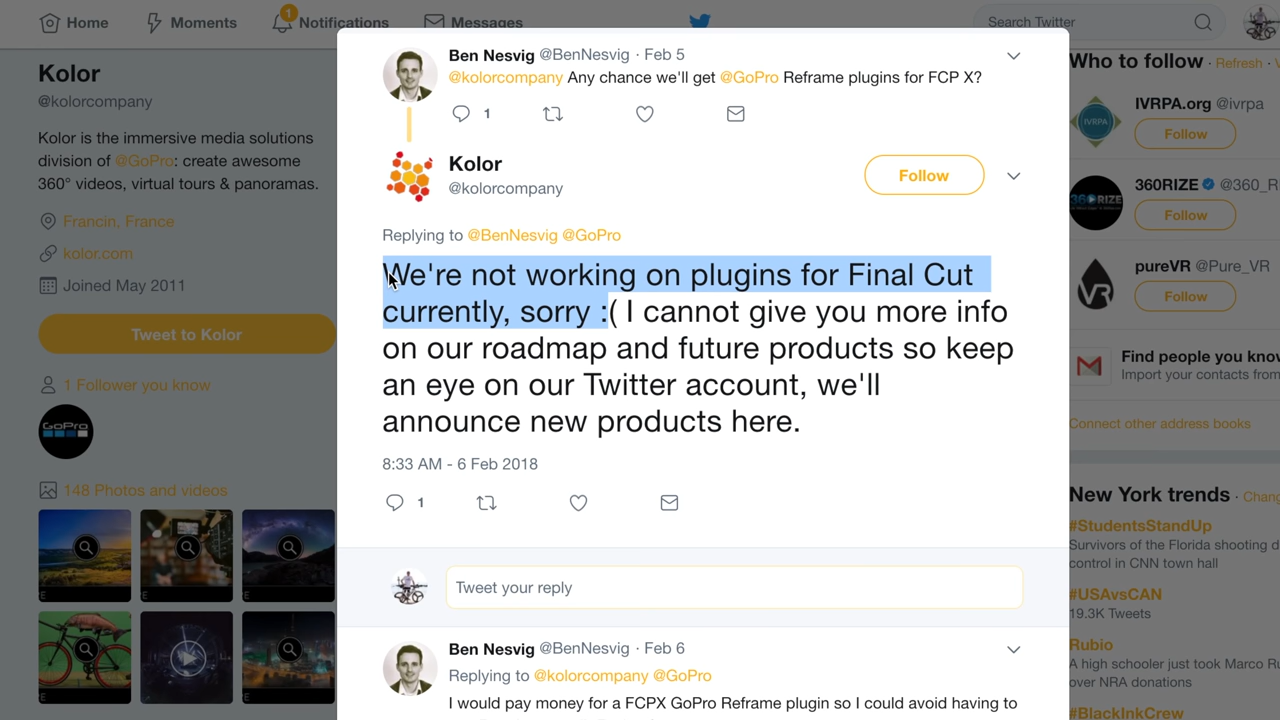 Home
Moments
1
Notifications
Messages
Search Twitter
Kolor
@kolorcompany
Kolor is the immersive media solutions
division of @GoPro: create awesome
360° videos, virtual tours & panoramas.
Francin, France
kolor.com
Joined May 2011
Tweet to Kolor
1 Follower you know
GoPro
148 Photos and videos
Ben Nesvig @BenNesvig · Feb 5
@kolorcompany Any chance we'll get @GoPro Reframe plugins for FCP X?
1
Kolor
@kolorcompany
Follow
Replying to @BenNesvig @GoPro
We're not working on plugins for Final Cut
currently, sorry :( I cannot give you more info
on our roadmap and future products so keep
an eye on our Twitter account, we'll
announce new products here.
8:33 AM - 6 Feb 2018
1
Tweet your reply
Ben Nesvig @BenNesvig · Feb 6
Replying to @kolorcompany @GoPro
I would pay money for a FCPX GoPro Reframe plugin so I could avoid having to
Who to follow · Refresh ·
IVRPA
IVRPA.org @ivrpa
Follow
360RIZE
360RIZE @360_R
Follow
pureVR @Pure_VR
Follow
Find people you know
Import your contacts from
Connect other address books
New York trends · Chang
#StudentsStandUp
Survivors of the Florida shooting d
control in CNN town hall
#USAvsCAN
19.3K Tweets
Rubio
A high schooler just took Marco Ru
over NRA donations
#BlackInkCrew